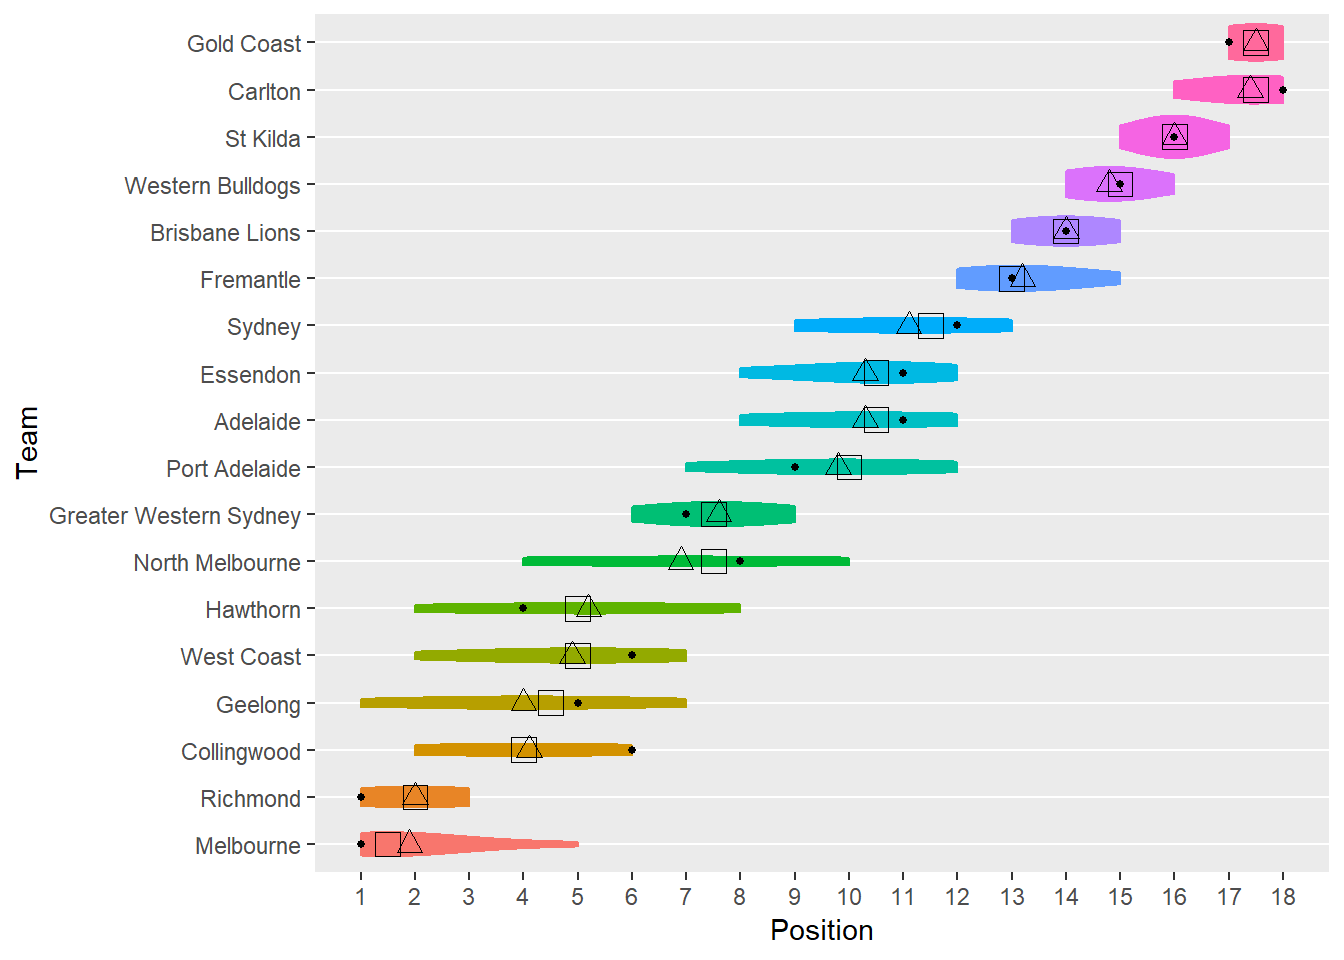 Gold Coast
Carlton
St Kilda
Western Bulldogs
Brisbane Lions
Fremantle
Sydney
Essendon
Adelaide
Port Adelaide
Greater Western Sydney
North Melbourne
Hawthorn
West Coast
Geelong
Collingwood
Richmond
Melbourne
Team
1 2 3 4 5 6 7 8 9 10 11 12 13 14 15 16 17 18
Position